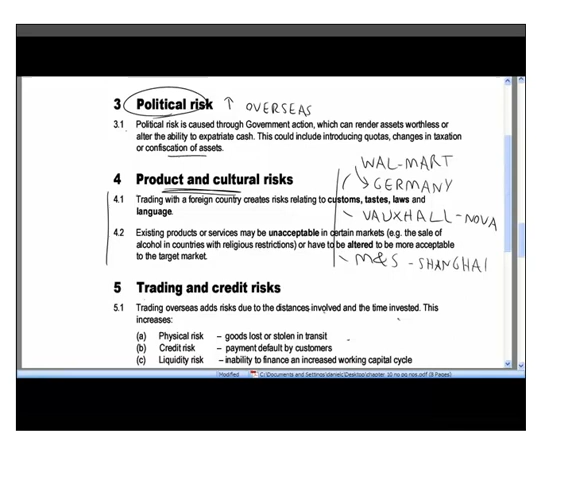 3 Political risk ↑ OVERSEAS
3.1 Political risk is caused through Government action, which can render assets worthless or
alter the ability to expatriate cash. This could include introducing quotas, changes in taxation
or confiscation of assets.
WAL-MART
4 Product and cultural risks
GERMANY
4.1 Trading with a foreign country creates risks relating to customs, tastes, laws and
language.
VAUXHALL - NOVA
4.2 Existing products or services may be unacceptable in certain markets (e.g. the sale of
alcohol in countries with religious restrictions) or have to be altered to be more acceptable
to the target market.
M&S - SHANGHAI
5 Trading and credit risks
5.1 Trading overseas adds risks due to the distances involved and the time invested. This
increases:
(a) Physical risk – goods lost or stolen in transit
(b) Credit risk – payment default by customers
(c) Liquidity risk – inability to finance an increased working capital cycle
Modified C:\Documents and Settings\danielc\Desktop\chapter 10 no pg nos.pdf (8 Pages)